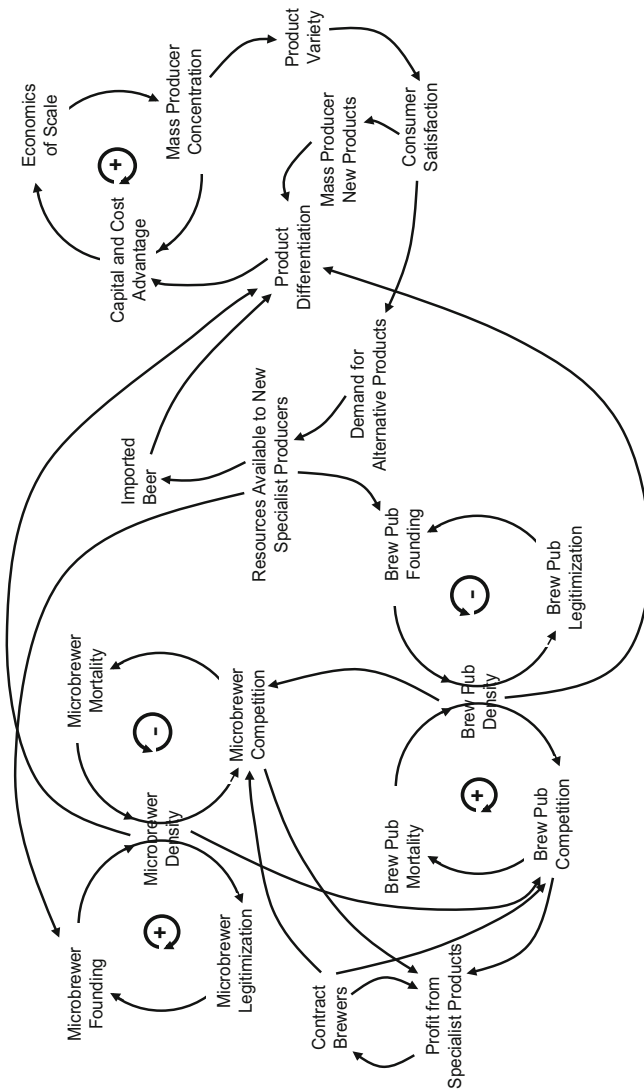 Economics
of Scale
Mass Producer
Concentration
Product
Variety
Capital and Cost
Advantage
+
Mass Producer
New Products
Consumer
Satisfaction
Product
Differentiation
Imported
Beer
Resources Available to New
Specialist Producers
Demand for
Alternative Products
Microbrewer
Founding
Microbrewer
Density
Microbrewer
Mortality
+
-
Microbrewer
Legitimization
Microbrewer
Competition
Brew Pub
Founding
Brew Pub
Mortality
Brew Pub
Density
-
+
Brew Pub
Legitimization
Brew Pub
Competition
Contract
Brewers
Profit from
Specialist Products